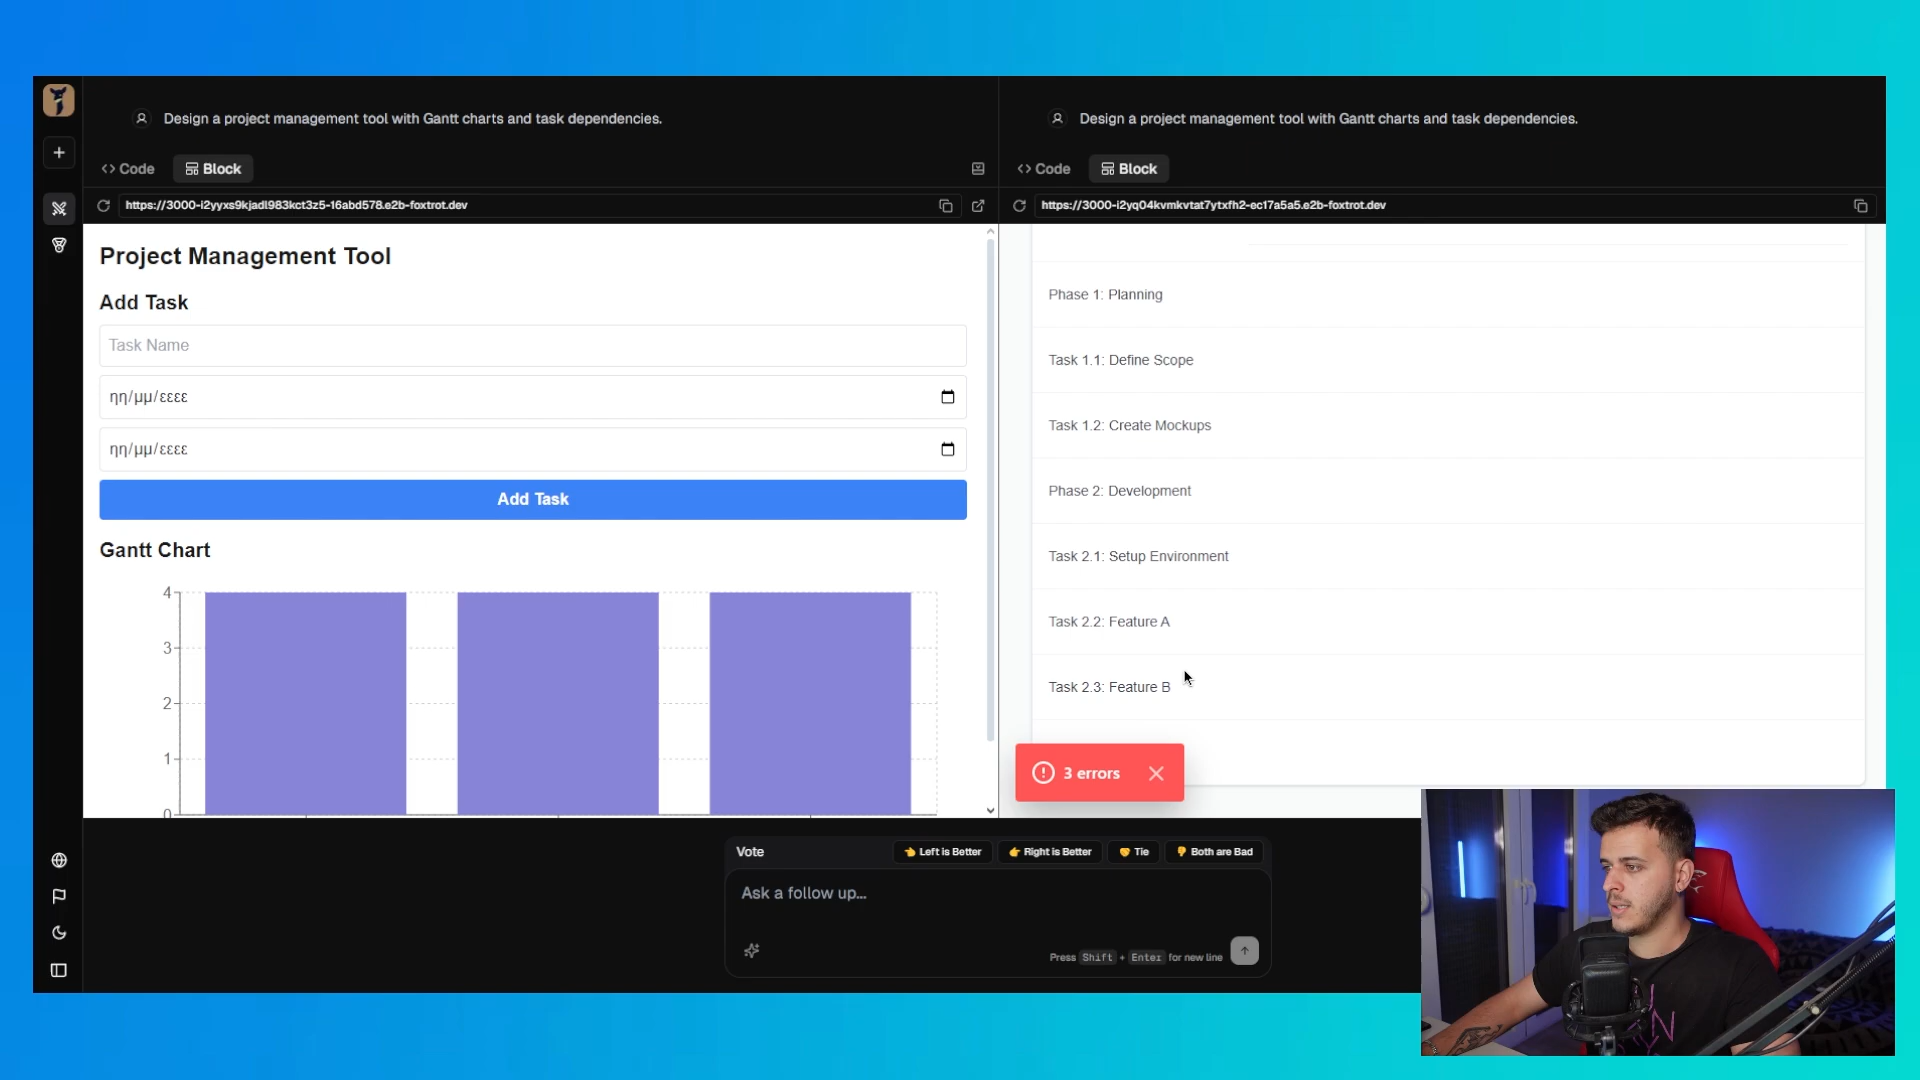 Design a project management tool with Gantt charts and task dependencies.
Code
Block
https://3000-i2yyxs9kjadl983kct3z5-16abd578.e2b-foxtrot.dev
Project Management Tool
Add Task
Task Name
ηη/μμ/εεεε
ηη/μμ/εεεε
Add Task
Gantt Chart
4
3
2
1
0
Design a project management tool with Gantt charts and task dependencies.
Code
Block
https://3000-i2yq04kvmkvtat7ytxfh2-ec17a5a5.e2b-foxtrot.dev
Phase 1: Planning
Task 1.1: Define Scope
Task 1.2: Create Mockups
Phase 2: Development
Task 2.1: Setup Environment
Task 2.2: Feature A
Task 2.3: Feature B
3 errors
Vote
Left is Better
Right is Better
Tie
Both are Bad
Ask a follow up...
Press Shift + Enter for new line